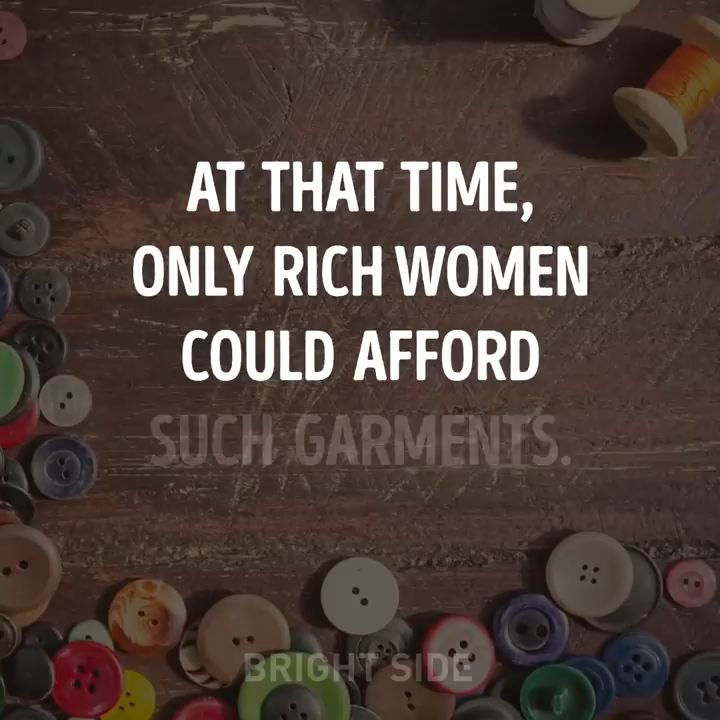 AT THAT TIME,
ONLY RICH WOMEN
COULD AFFORD
SUCH GARMENTS.
BRIGHT SIDE